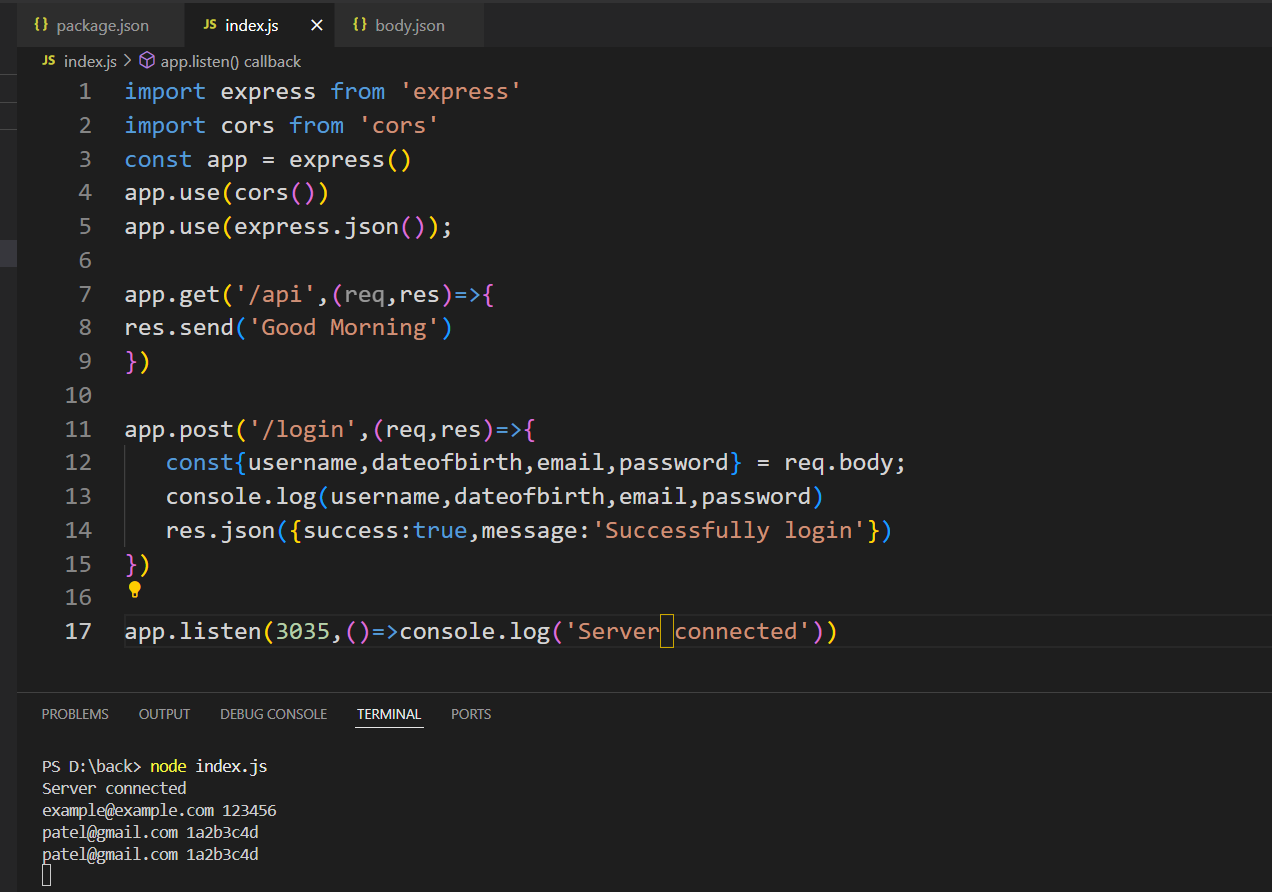 {} package.json JS index.js × {} body.json
JS index.js > app.listen() callback
1 import express from 'express'
2 import cors from 'cors'
3 const app = express()
4 app.use(cors())
5 app.use(express.json());
6
7 app.get('/api',(req,res)=>{
8 res.send('Good Morning')
9 })
10
11 app.post('/login',(req,res)=>{
12 const{username,dateofbirth,email,password} = req.body;
13 console.log(username,dateofbirth,email,password)
14 res.json({success:true,message:'Successfully login'})
15 })
16
17 app.listen(3035,()=>console.log('Server connected'))
PROBLEMS OUTPUT DEBUG CONSOLE TERMINAL PORTS
PS D:\back> node index.js
Server connected
example@example.com 123456
patel@gmail.com 1a2b3c4d
patel@gmail.com 1a2b3c4d